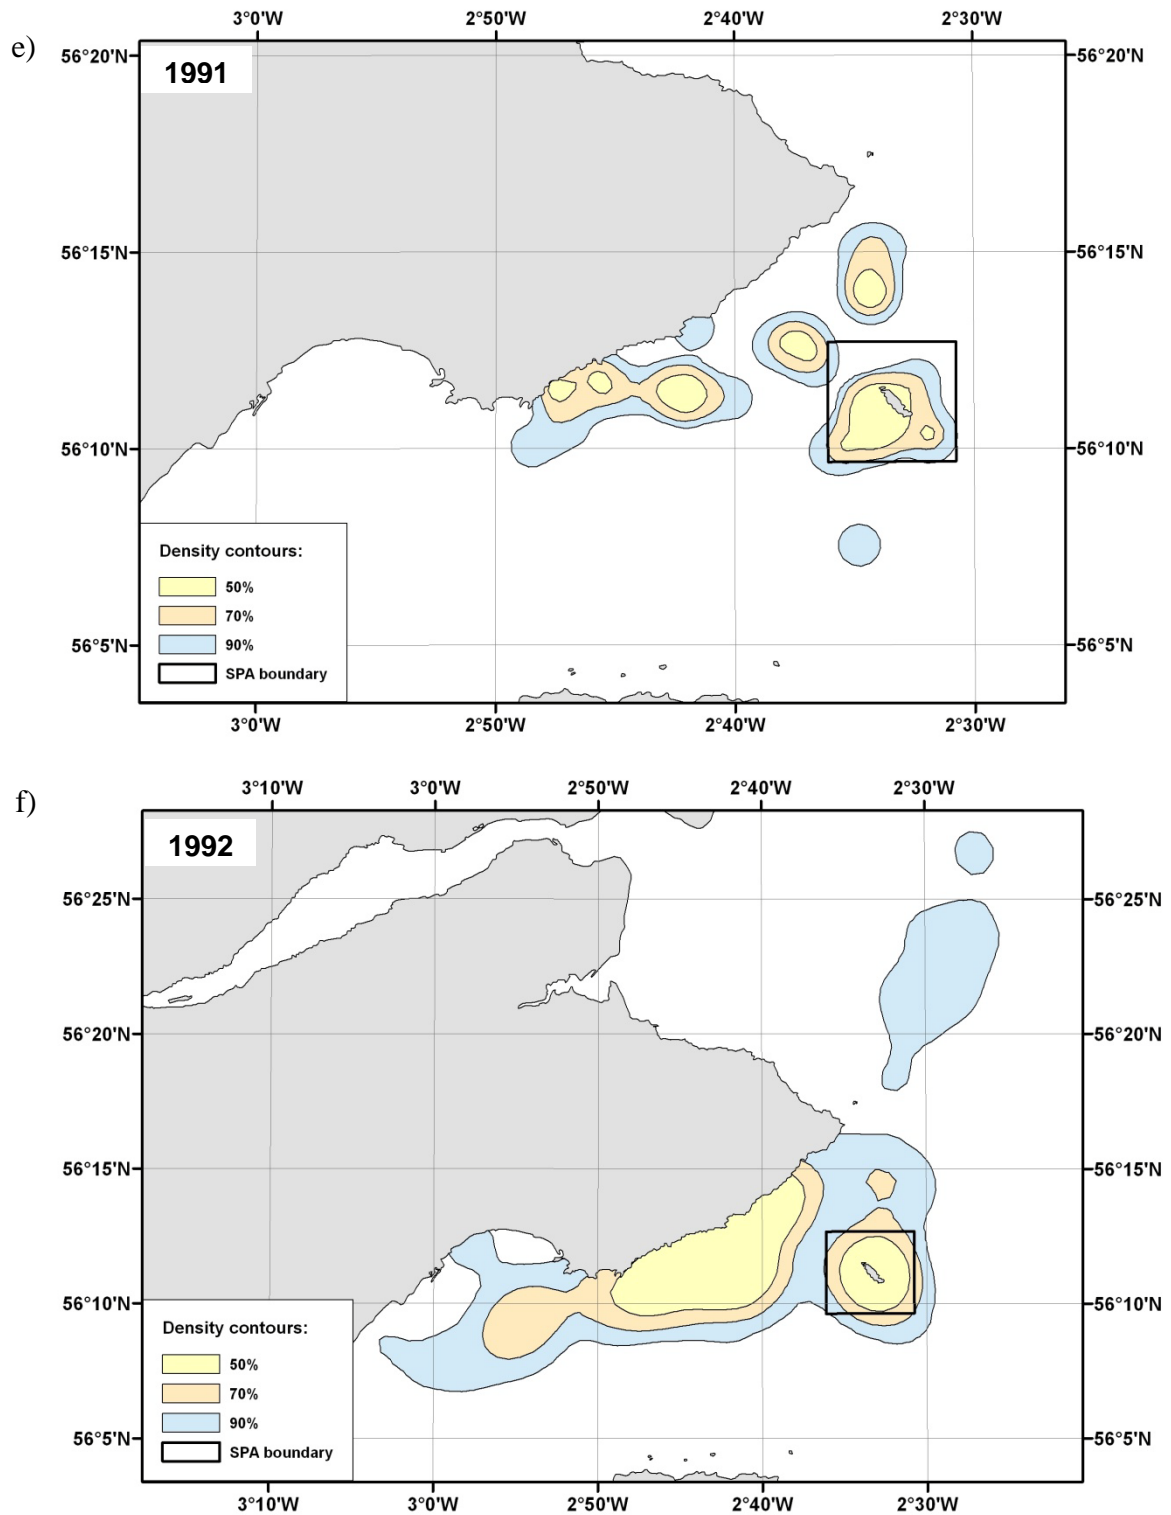 e)
3°0'W 2°50'W 2°40'W 2°30'W
1991
56°20'N 56°20'N
56°15'N 56°15'N
56°10'N 56°10'N
56°5'N 56°5'N
Density contours:
50%
70%
90%
SPA boundary
3°0'W 2°50'W 2°40'W 2°30'W
f)
3°10'W 3°0'W 2°50'W 2°40'W 2°30'W
1992
56°25'N 56°25'N
56°20'N 56°20'N
56°15'N 56°15'N
56°10'N 56°10'N
56°5'N 56°5'N
Density contours:
50%
70%
90%
SPA boundary
3°10'W 3°0'W 2°50'W 2°40'W 2°30'W